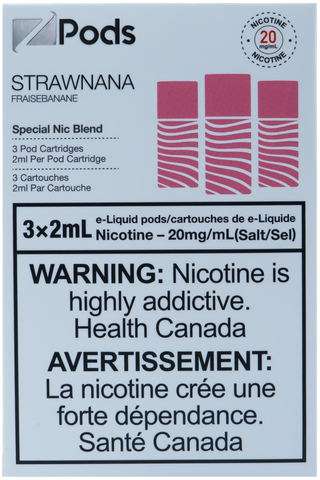 Z Pods
NICOTINE
20
mg/mL
NICOTINE
STRAWNANA
FRAISEBANANE
Special Nic Blend
3 Pod Cartridges
2ml Per Pod Cartridge
3 Cartouches
2ml Par Cartouche
3×2mL
e-Liquid pods/cartouches de e-Liquide
Nicotine – 20mg/mL(Salt/Sel)
WARNING: Nicotine is
highly addictive.
Health Canada
AVERTISSEMENT:
La nicotine crée une
forte dépendance.
Santé Canada